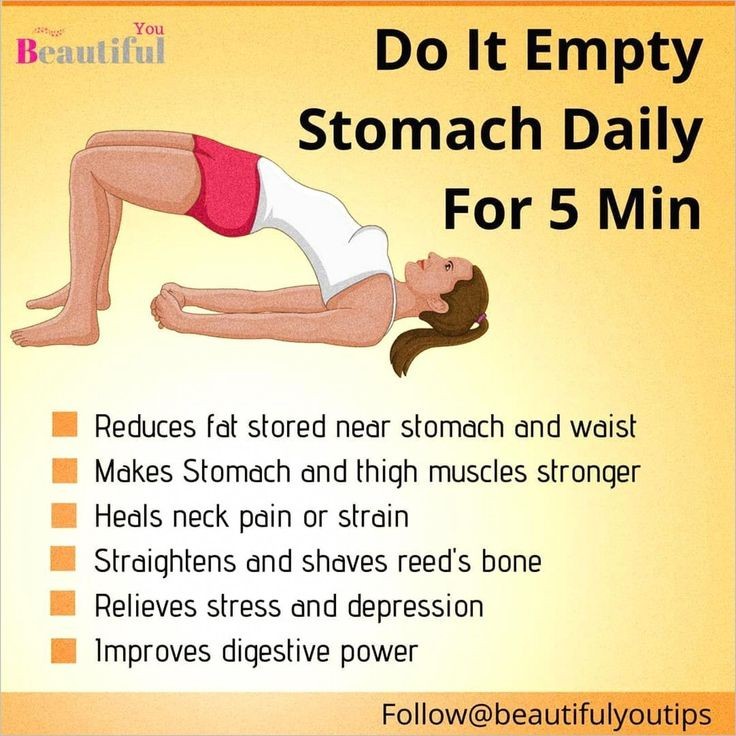 You
Beautiful
Do It Empty
Stomach Daily
For 5 Min
Reduces fat stored near stomach and waist
Makes Stomach and thigh muscles stronger
Heals neck pain or strain
Straightens and shaves reed's bone
Relieves stress and depression
Improves digestive power
Follow@beautifulyoutips